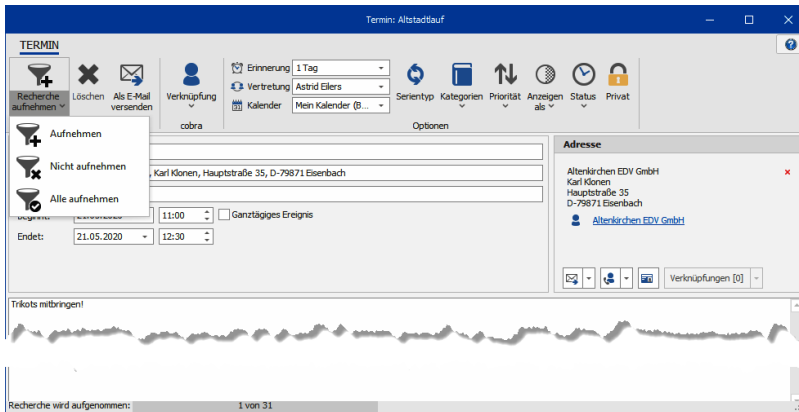 Termin: Altstadtlauf
TERMIN
Recherche aufnehmen
Löschen
Als E-Mail versenden
Verknüpfung
cobra
Erinnerung 1 Tag
Vertretung Astrid Eilers
Kalender Mein Kalender (B...
Serientyp
Kategorien
Priorität
Anzeigen als
Status
Privat
Optionen
Aufnehmen
Nicht aufnehmen
Alle aufnehmen
, Karl Klonen, Hauptstraße 35, D-79871 Eisenbach
11:00 Ganztägiges Ereignis
Endet: 21.05.2020 12:30
Adresse
Altenkirchen EDV GmbH
Karl Klonen
Hauptstraße 35
D-79871 Eisenbach
Altenkirchen EDV GmbH
Verknüpfungen [0]
Trikots mitbringen!
Recherche wird aufgenommen: 1 von 31